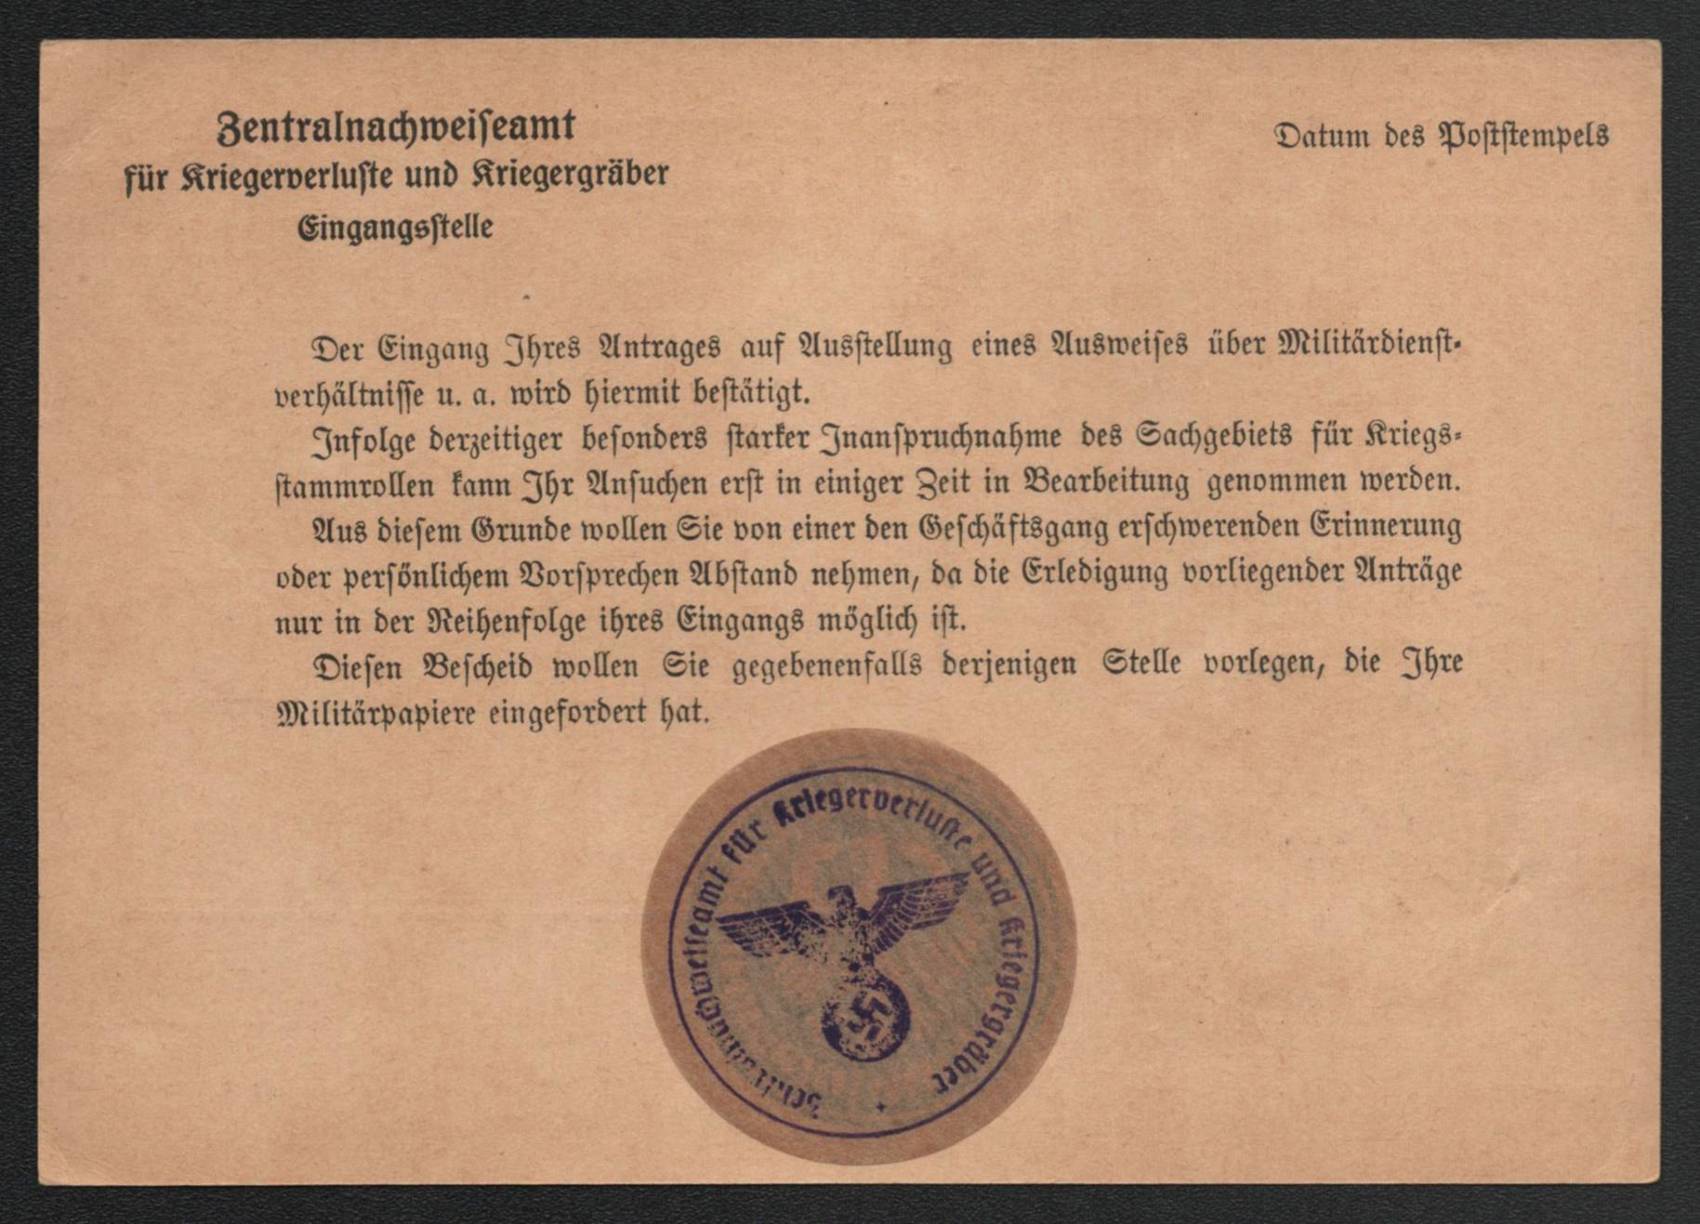 Zentralnachweiseamt
für Kriegerverluste und Kriegergräber
Eingangsstelle
Datum des Poststempels
Der Eingang Ihres Antrages auf Ausstellung eines Ausweises über Militärdienst-
verhältnisse u. a. wird hiermit bestätigt.
Infolge derzeitiger besonders starker Inanspruchnahme des Sachgebiets für Kriegs-
stammrollen kann Ihr Ansuchen erst in einiger Zeit in Bearbeitung genommen werden.
Aus diesem Grunde wollen Sie von einer den Geschäftsgang erschwerenden Erinnerung
oder persönlichem Vorsprechen Abstand nehmen, da die Erledigung vorliegender Anträge
nur in der Reihenfolge ihres Eingangs möglich ist.
Diesen Bescheid wollen Sie gegebenenfalls derjenigen Stelle vorlegen, die Ihre
Militärpapiere eingefordert hat.
Zentralnachweiseamt für Kriegerverluste und Kriegergräber